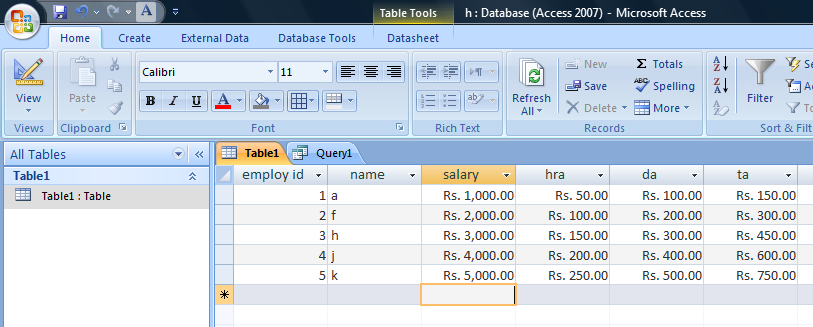 Table Tools
h : Database (Access 2007) - Microsoft Access
Home Create External Data Database Tools Datasheet
Calibri 11
New Σ Totals
Save Spelling
Delete More
View Paste
B I U A
ab
Refresh All
Filter
Views Clipboard Font Rich Text Records Sort & Filt
All Tables Table1 Query1
Table1 employ id name salary hra da ta
Table1 : Table 1 a Rs. 1,000.00 Rs. 50.00 Rs. 100.00 Rs. 150.00
2 f Rs. 2,000.00 Rs. 100.00 Rs. 200.00 Rs. 300.00
3 h Rs. 3,000.00 Rs. 150.00 Rs. 300.00 Rs. 450.00
4 j Rs. 4,000.00 Rs. 200.00 Rs. 400.00 Rs. 600.00
5 k Rs. 5,000.00 Rs. 250.00 Rs. 500.00 Rs. 750.00